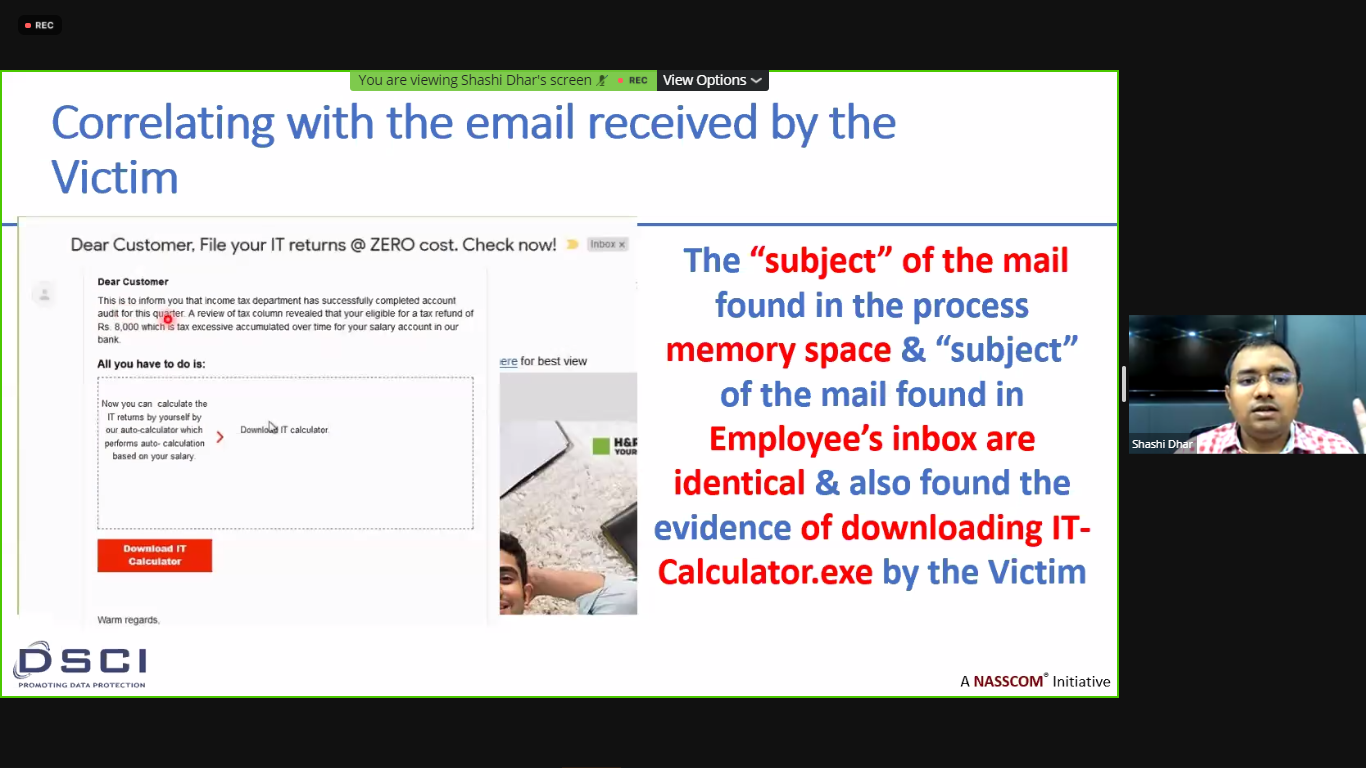 REC
You are viewing Shashi Dhar's screen
REC
View Options
Correlating with the email received by the
Victim
Dear Customer, File your IT returns @ ZERO cost. Check now!
Inbox x
Dear Customer
This is to inform you that income tax department has successfully completed account
audit for this quarter. A review of tax column revealed that your eligible for a tax refund of
Rs. 8,000 which is tax excessive accumulated over time for your salary account in our
bank.
All you have to do is:
Now you can calculate the
IT returns by yourself by
our auto-calculator which
performs auto- calculation
based on your salary.
Download IT calculator.
Download IT
Calculator
Warm regards,
ere for best view
H&R
YOUR
The “subject” of the mail
found in the process
memory space & “subject”
of the mail found in
Employee’s inbox are
identical & also found the
evidence of downloading IT-
Calculator.exe by the Victim
DSCI
PROMOTING DATA PROTECTION
A NASSCOM® Initiative
Shashi Dhar